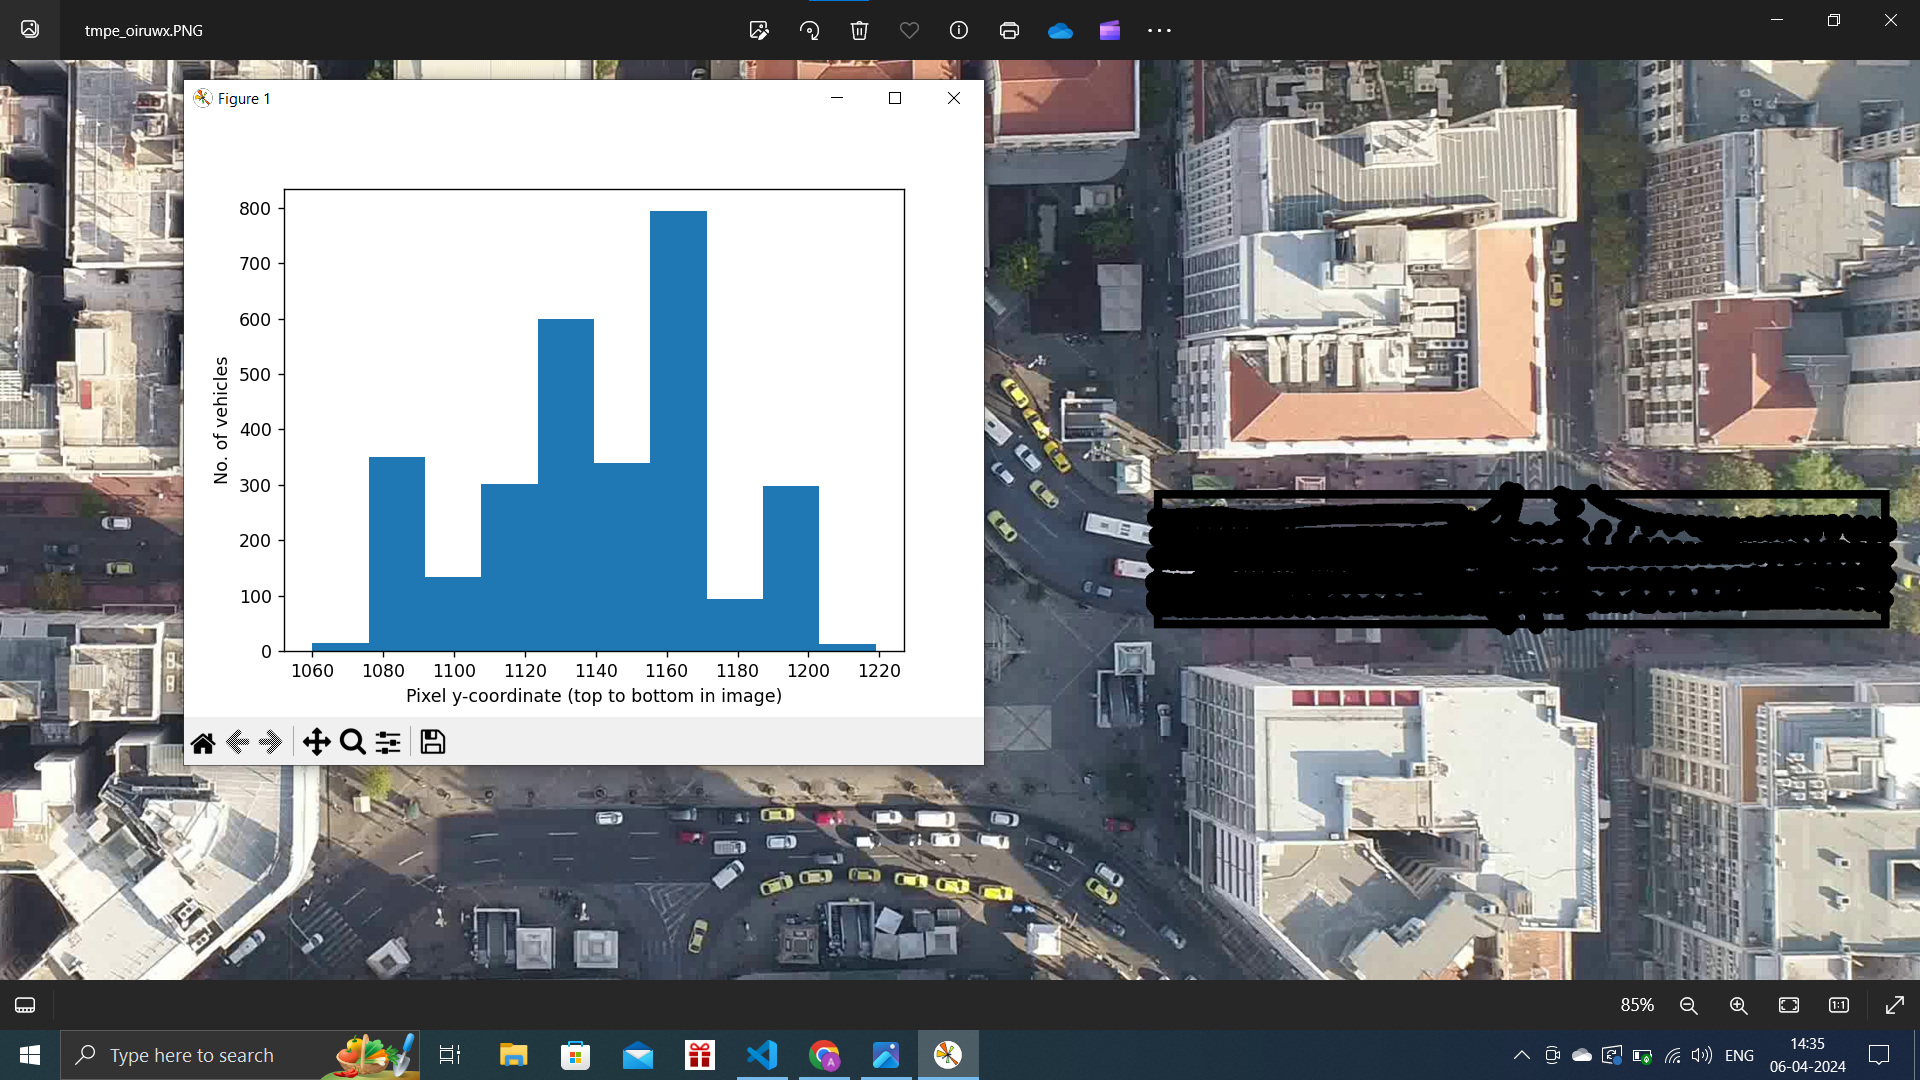 tmpe_oiruwx.PNG
Figure 1
800
700
600
500
400
300
200
100
0
No. of vehicles
1060 1080 1100 1120 1140 1160 1180 1200 1220
Pixel y-coordinate (top to bottom in image)
85%
1:1
Type here to search
A
ENG
14:35
06-04-2024